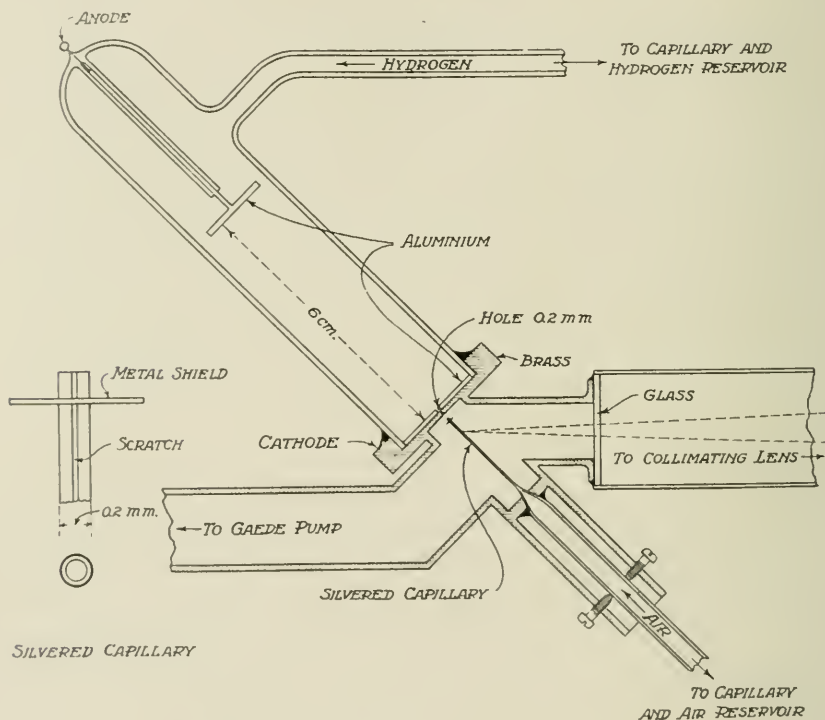 ANODE
HYDROGEN
TO CAPILLARY AND
HYDROGEN RESERVOIR
ALUMINIUM
6 CM.
HOLE 0.2 MM
BRASS
METAL SHIELD
GLASS
SCRATCH
CATHODE
TO COLLIMATING LENS
0.2 MM.
TO GAEDE PUMP
SILVERED CAPILLARY
AIR
SILVERED CAPILLARY
TO CAPILLARY
AND AIR RESERVOIR